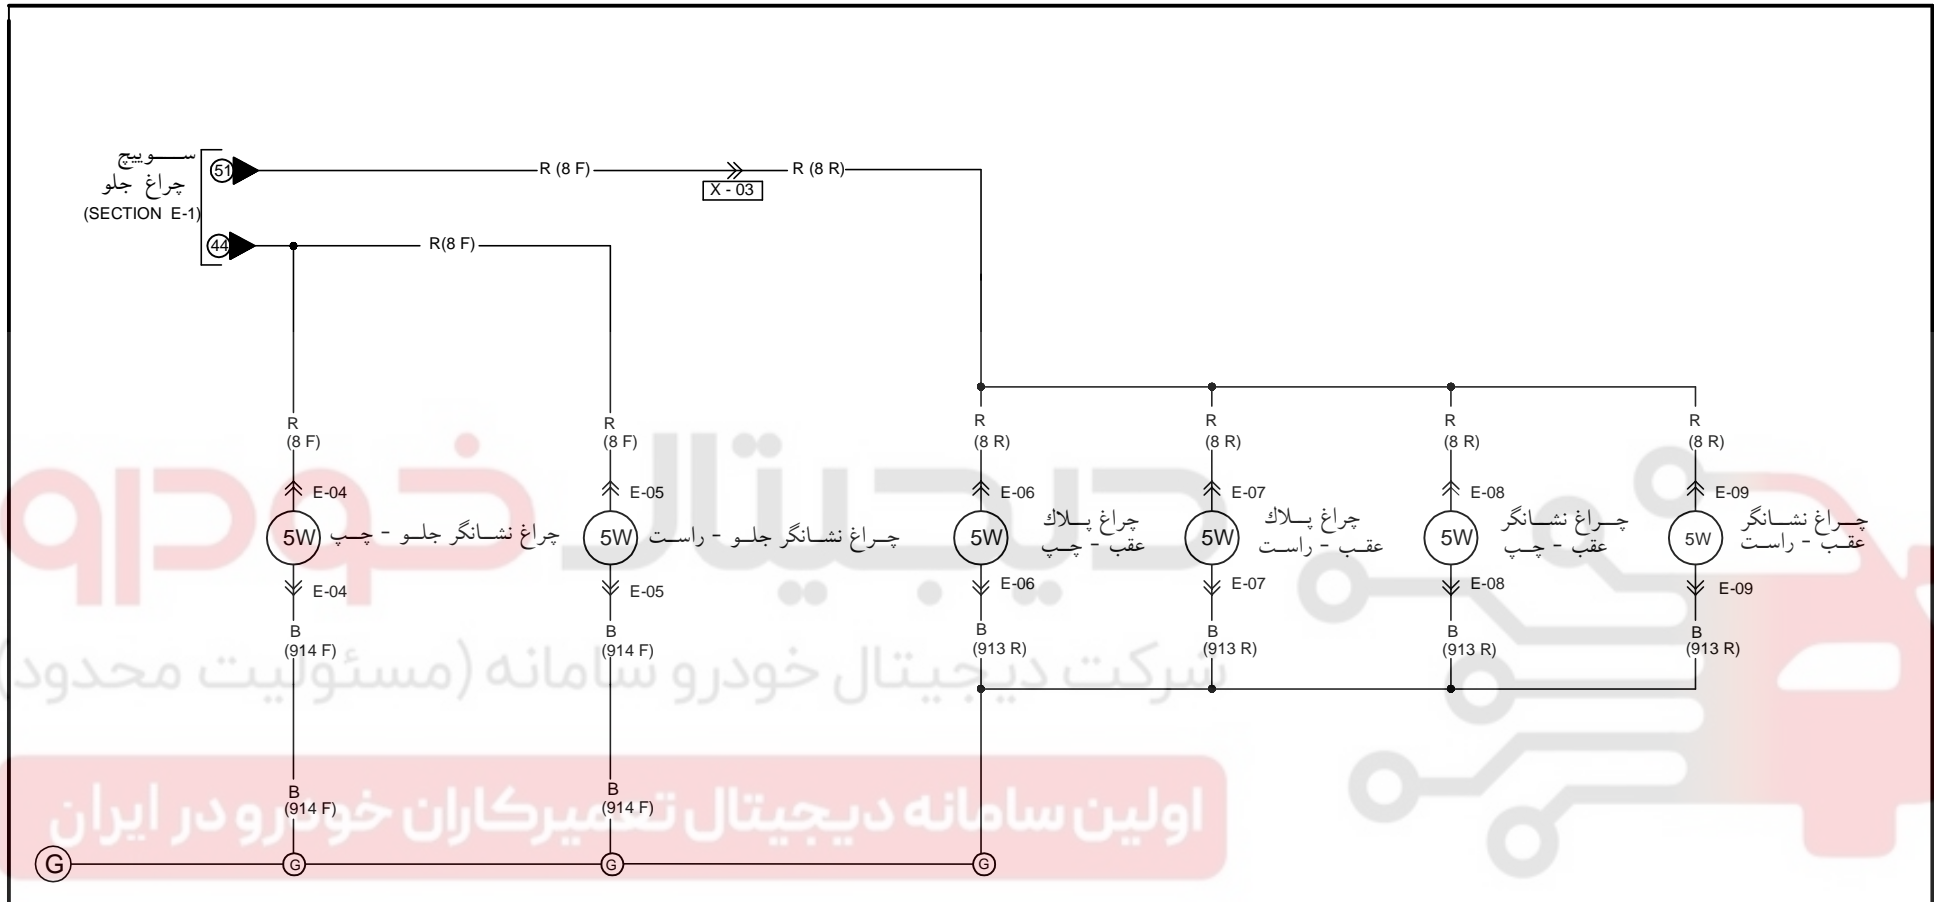 سوییچ
چراغ جلو
(SECTION E-1)
51
R (8 F)
X - 03
R (8 R)
44
R(8 F)
R
(8 F)
R
(8 F)
R
(8 R)
R
(8 R)
R
(8 R)
R
(8 R)
E-04
E-05
E-06
E-07
E-08
E-09
5W
چراغ نشانگر جلو - چپ
5W
چراغ نشانگر جلو - راست
5W
چراغ پلاك
عقب - چپ
5W
چراغ پلاك
عقب - راست
5W
چراغ نشانگر
عقب - چپ
5W
چراغ نشانگر
عقب - راست
E-04
E-05
E-06
E-07
E-08
E-09
B
(914 F)
B
(914 F)
B
(913 R)
B
(913 R)
B
(913 R)
B
(913 R)
B
(914 F)
B
(914 F)
G
G
G
G
دیجیتال خودرو
شرکت دیجیتال خودرو سامانه (مسئولیت محدود)
اولین سامانه دیجیتال تعمیرکاران خودرو در ایران